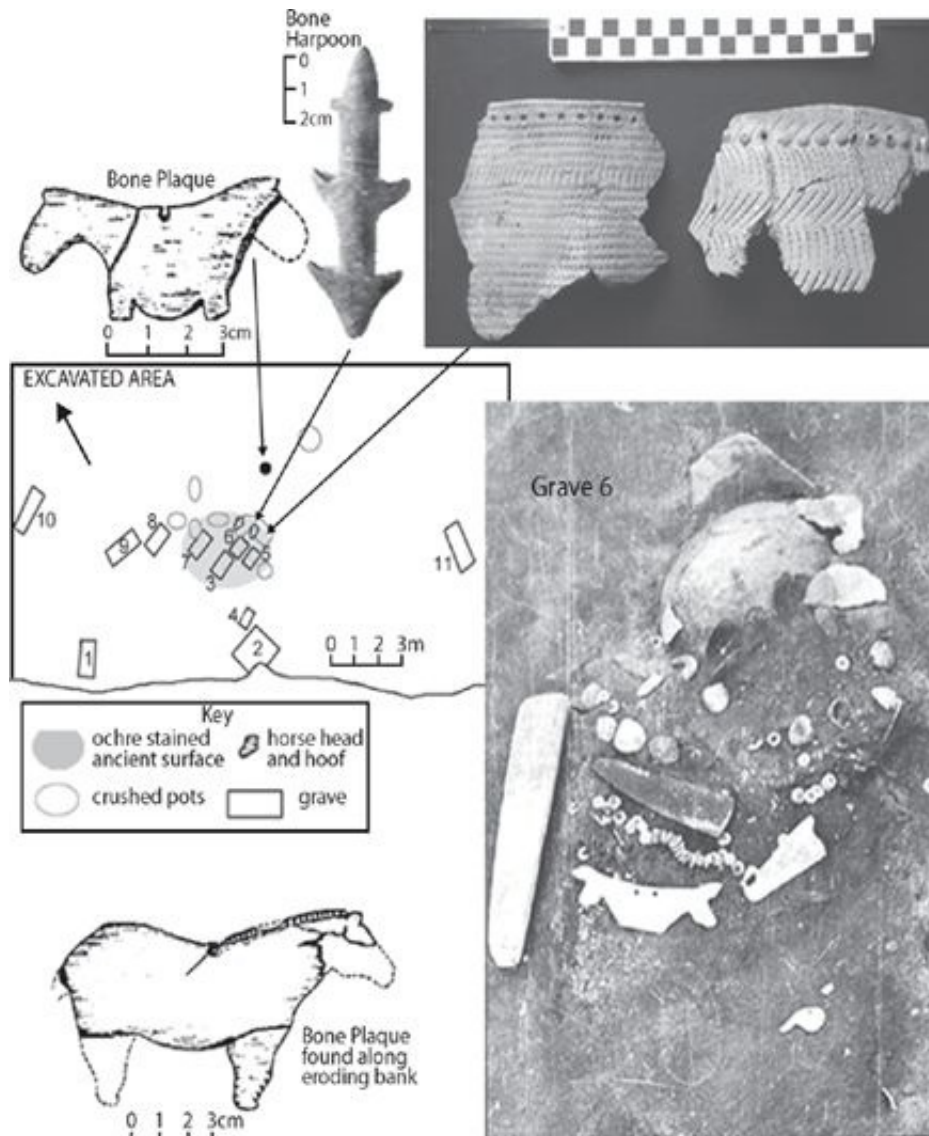 Bone
Harpoon
0
1
2cm
Bone Plaque
0 1 2 3cm
EXCAVATED AREA
10
9
8
7
6
5
3
4
11
1
2
0 1 2 3m
Key
ochre stained
ancient surface
horse head
and hoof
crushed pots
grave
Grave 6
Bone Plaque
found along
eroding bank
0 1 2 3cm